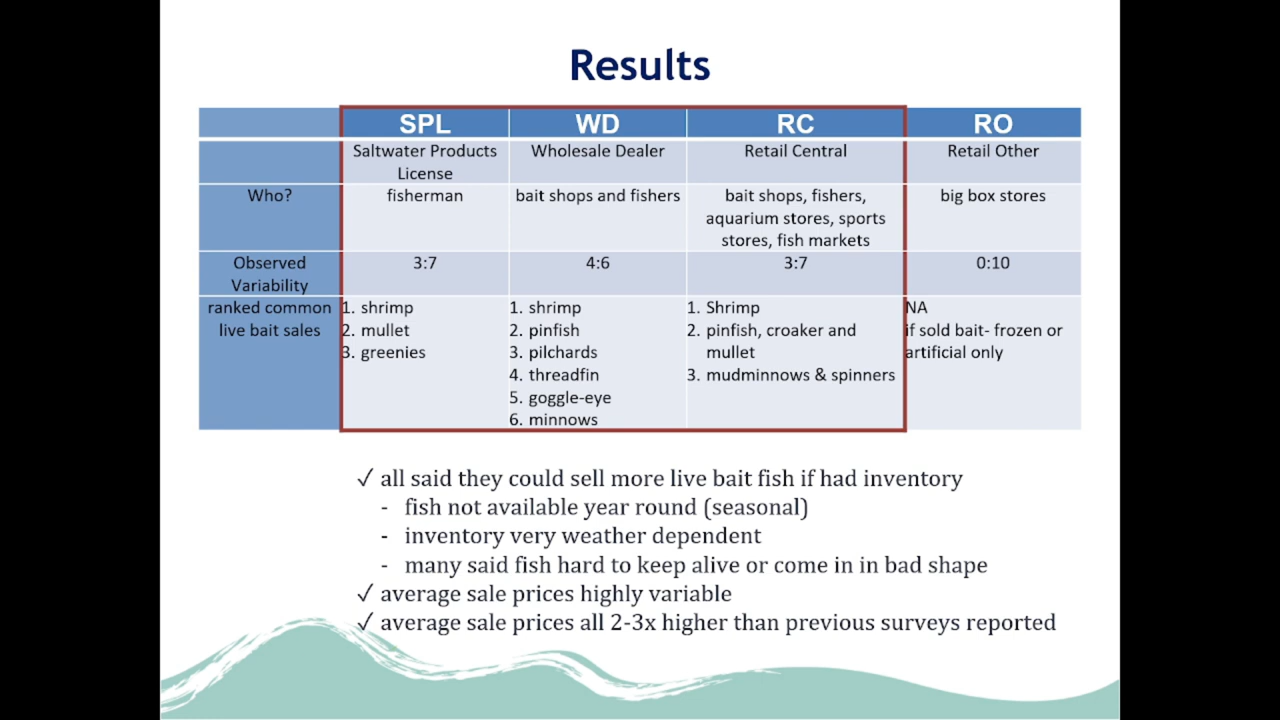 Results
SPL WD RC RO
Saltwater Products License Wholesale Dealer Retail Central Retail Other
Who? fisherman bait shops and fishers bait shops, fishers, aquarium stores, sports stores, fish markets big box stores
Observed Variability 3:7 4:6 3:7 0:10
ranked common live bait sales
1. shrimp
2. mullet
3. greenies
1. shrimp
2. pinfish
3. pilchards
4. threadfin
5. goggle-eye
6. minnows
1. Shrimp
2. pinfish, croaker and mullet
3. mudminnows & spinners
NA
if sold bait- frozen or
artificial only
✓ all said they could sell more live bait fish if had inventory
- fish not available year round (seasonal)
- inventory very weather dependent
- many said fish hard to keep alive or come in in bad shape
✓ average sale prices highly variable
✓ average sale prices all 2-3x higher than previous surveys reported